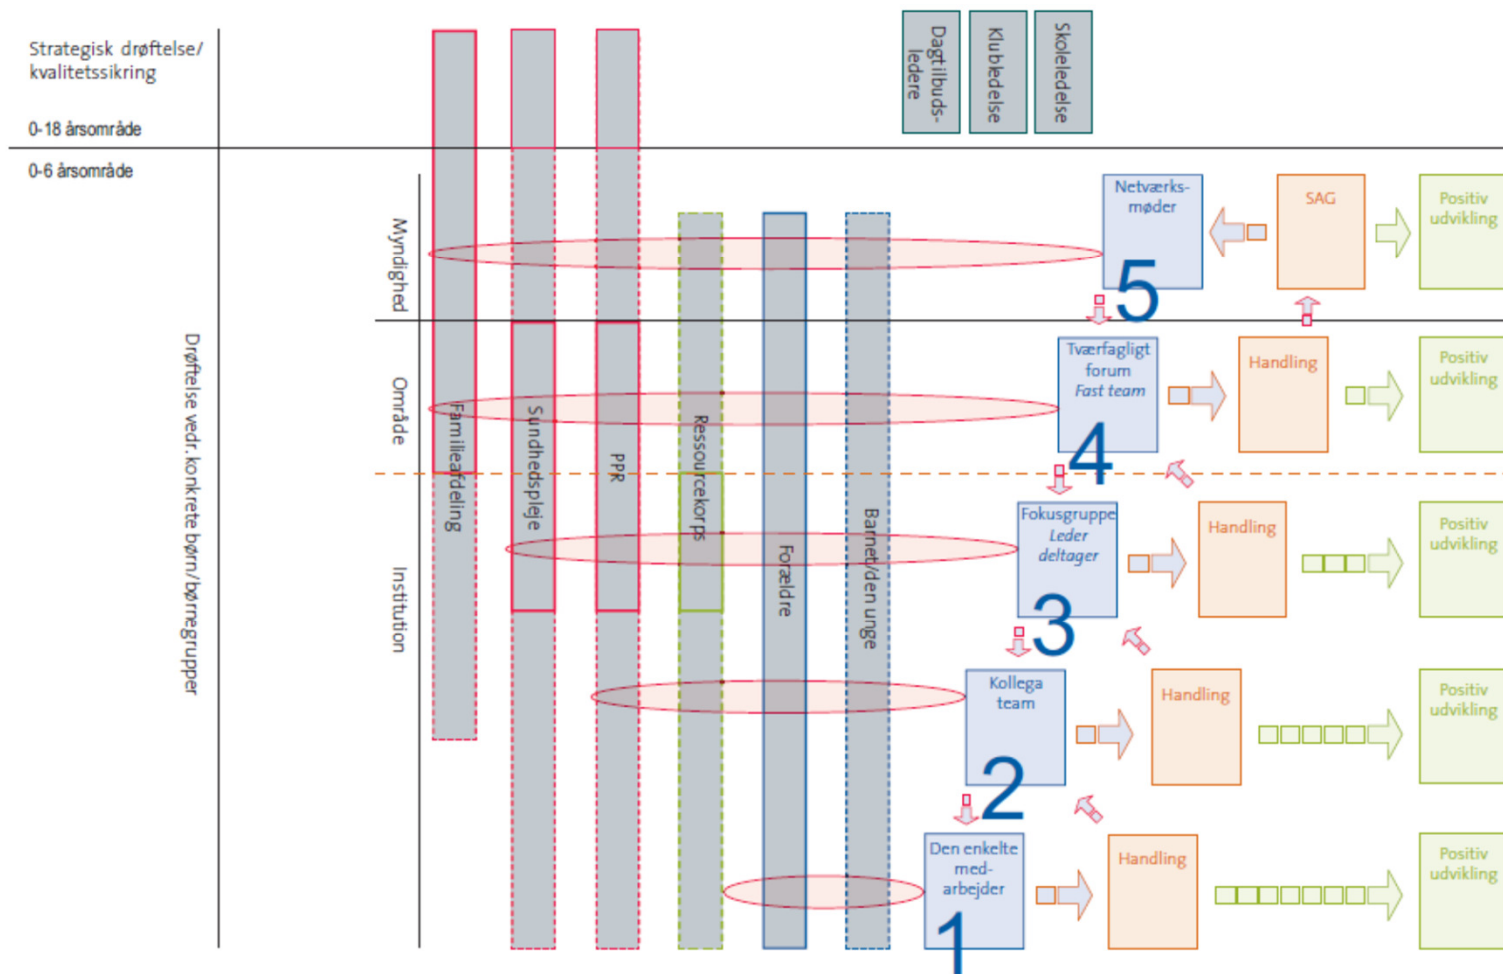 Strategisk drøftelse/
kvalitetssikring
0-18 årsområde
0-6 årsområde
Dagtilbuds-
ledere
Klubledelse
Skoleledelse
Drøftelse vedr. konkrete børn/børnegrupper
Myndighed
Område
Institution
Familieafdeling
Sundhedspleje
PPR
Ressourcekorps
Forældre
Barnet/den unge
Netværks-
møder
5
SAG
Positiv
udvikling
Tværfagligt
forum
Fast team
4
Handling
Positiv
udvikling
Fokusgruppe
Leder
deltager
3
Handling
Positiv
udvikling
Kollega
team
2
Handling
Positiv
udvikling
Den enkelte
med-
arbejder
1
Handling
Positiv
udvikling